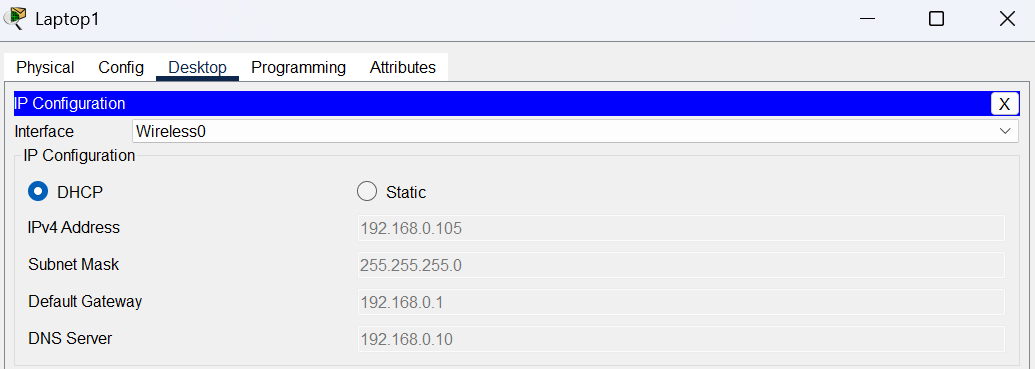 Laptop1
Physical Config Desktop Programming Attributes
IP Configuration X
Interface Wireless0
IP Configuration
DHCP Static
IPv4 Address 192.168.0.105
Subnet Mask 255.255.255.0
Default Gateway 192.168.0.1
DNS Server 192.168.0.10